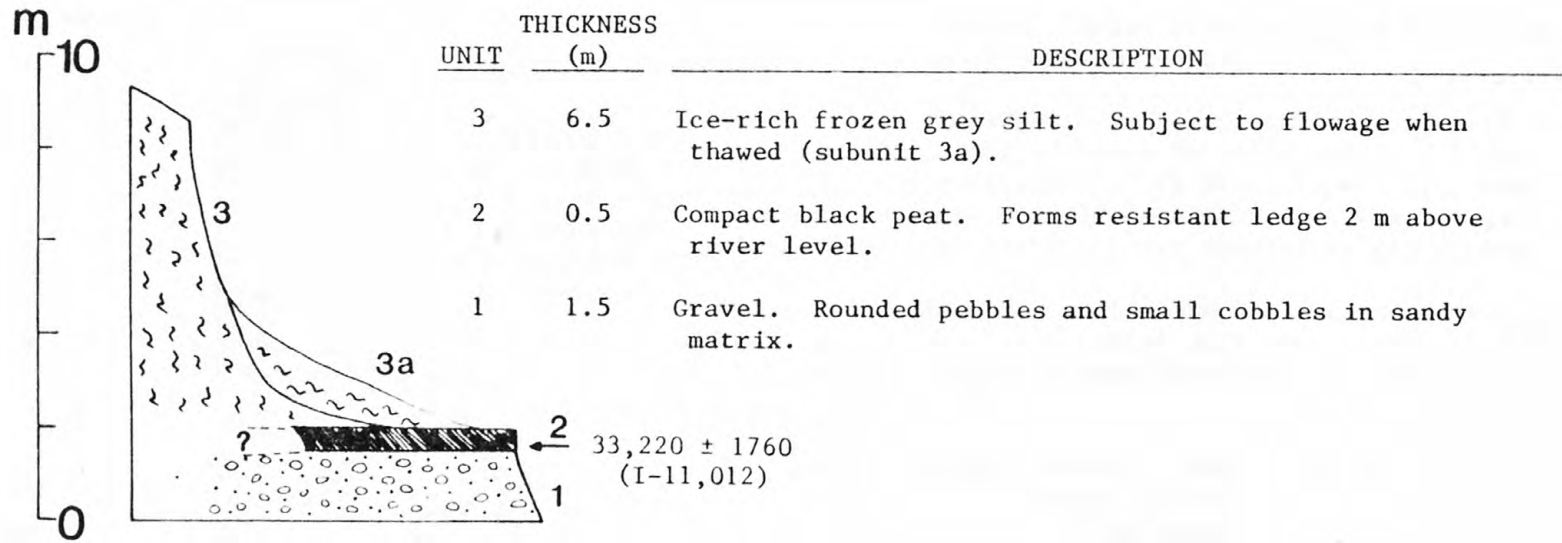 m
10
THICKNESS
UNIT (m) DESCRIPTION
3 6.5 Ice-rich frozen grey silt. Subject to flowage when
thawed (subunit 3a).
2 0.5 Compact black peat. Forms resistant ledge 2 m above
river level.
1 1.5 Gravel. Rounded pebbles and small cobbles in sandy
matrix.
3
3a
?
2
33,220 ± 1760
(I-11,012)
1
0